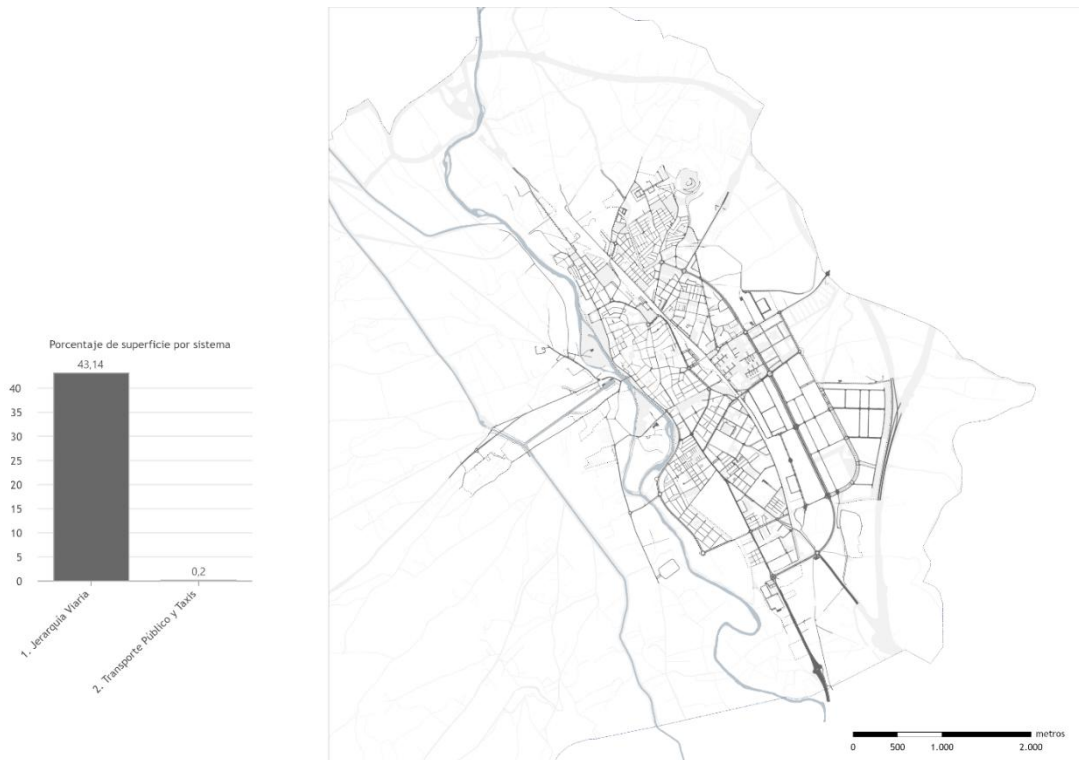 Porcentaje de superficie por sistema
43,14
40
35
30
25
20
15
10
5
0
0,2
1. Jerarquia Viaria
2. Transporte Público y Taxis
metros
0 500 1.000 2.000